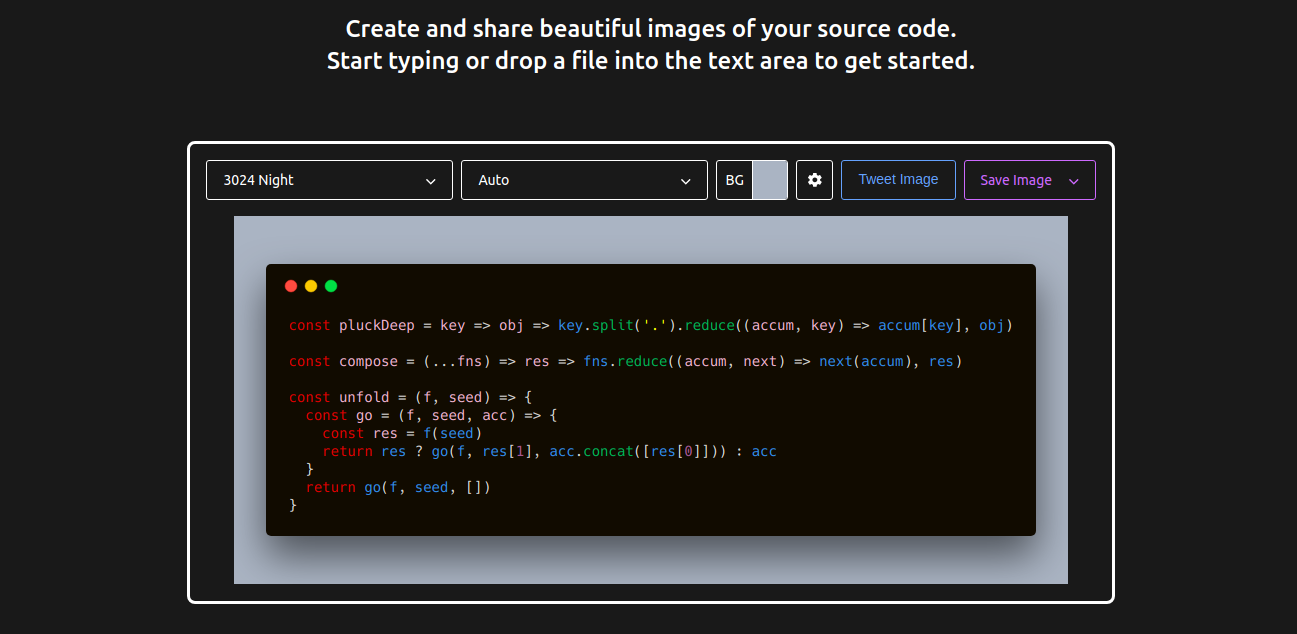 Create and share beautiful images of your source code.
Start typing or drop a file into the text area to get started.
3024 Night
Auto
BG
Tweet Image
Save Image
const pluckDeep = key => obj => key.split('.').reduce((accum, key) => accum[key], obj)
const compose = (...fns) => res => fns.reduce((accum, next) => next(accum), res)
const unfold = (f, seed) => {
  const go = (f, seed, acc) => {
    const res = f(seed)
    return res ? go(f, res[1], acc.concat([res[0]])) : acc
  }
  return go(f, seed, [])
}